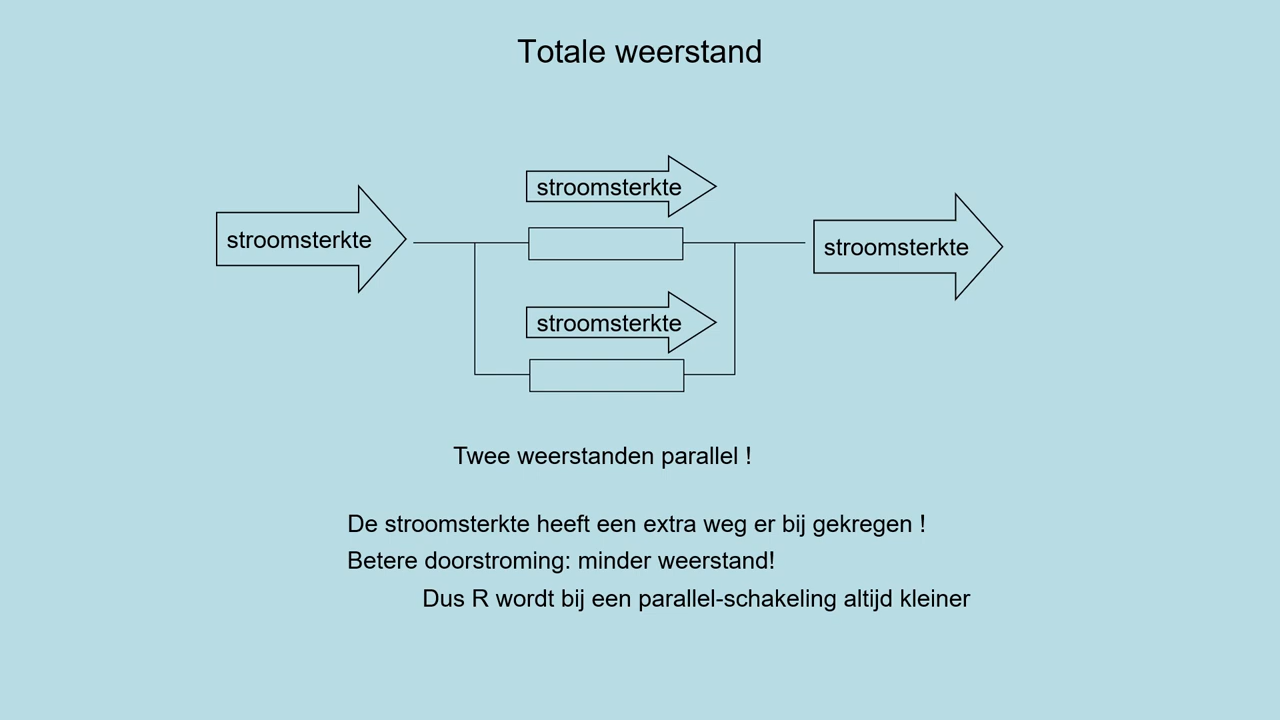 Totale weerstand
stroomsterkte
stroomsterkte
stroomsterkte
stroomsterkte
Twee weerstanden parallel !
De stroomsterkte heeft een extra weg er bij gekregen !
Betere doorstroming: minder weerstand!
Dus R wordt bij een parallel-schakeling altijd kleiner